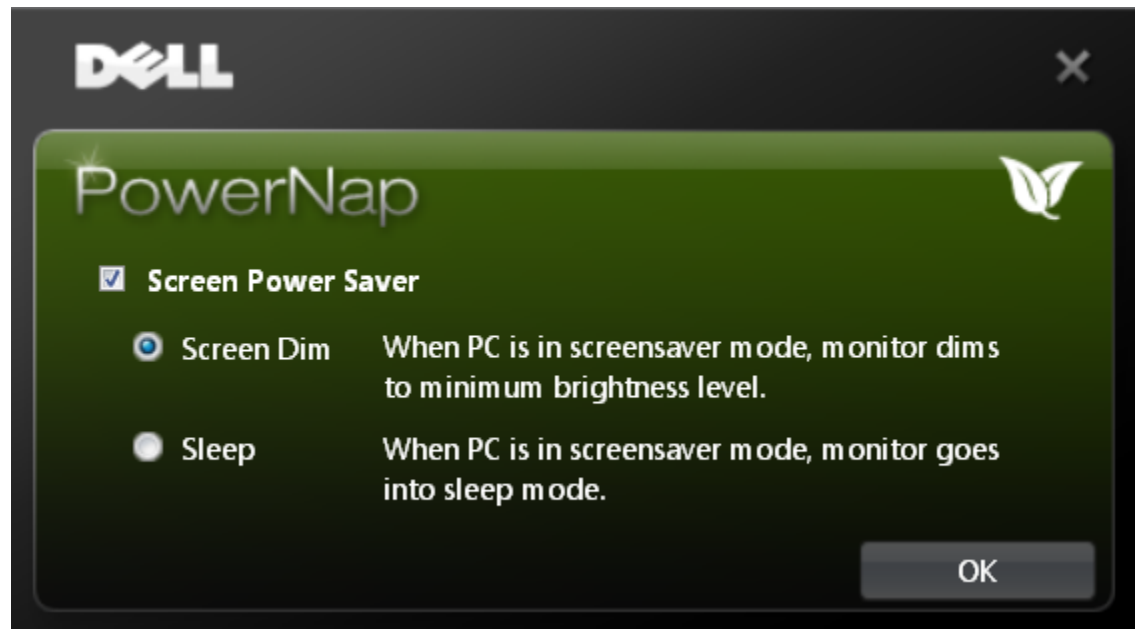 DELL
PowerNap
Screen Power Saver
Screen Dim When PC is in screensaver mode, monitor dims
to minimum brightness level.
Sleep When PC is in screensaver mode, monitor goes
into sleep mode.
OK